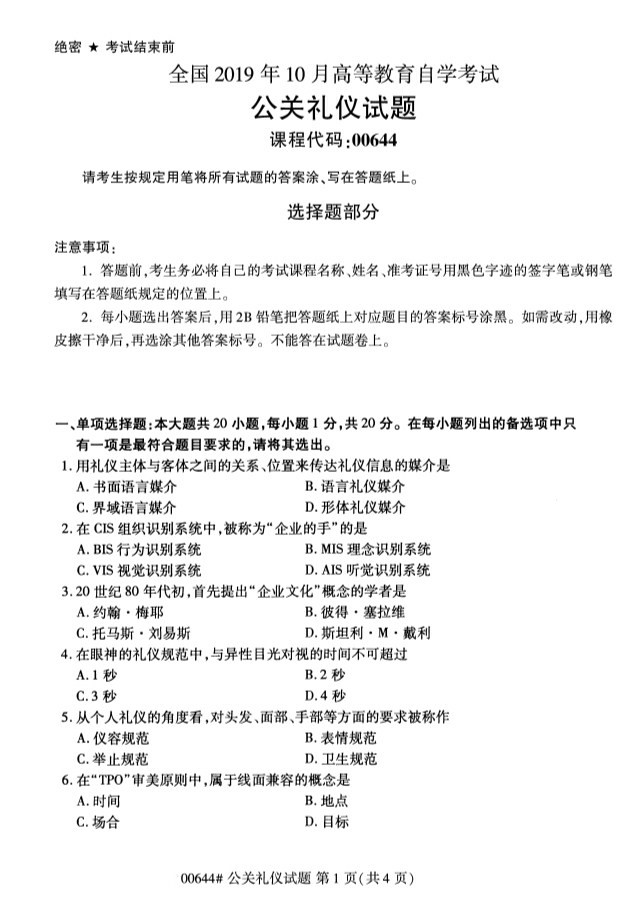 绝密 ★ 考试结束前
全国 2019 年 10 月高等教育自学考试
公关礼仪试题
课程代码:00644
请考生按规定用笔将所有试题的答案涂、写在答题纸上。
选择题部分
注意事项:
1. 答题前,考生务必将自己的考试课程名称、姓名、准考证号用黑色字迹的签字笔或钢笔
填写在答题纸规定的位置上。
2. 每小题选出答案后,用 2B 铅笔把答题纸上对应题目的答案标号涂黑。如需改动,用橡
皮擦干净后,再选涂其他答案标号。不能答在试题卷上。
一、单项选择题:本大题共 20 小题,每小题 1 分,共 20 分。在每小题列出的备选项中只
有一项是最符合题目要求的,请将其选出。
1. 用礼仪主体与客体之间的关系、位置来传达礼仪信息的媒介是
A. 书面语言媒介 B. 语言礼仪媒介
C. 界域语言媒介 D. 形体礼仪媒介
2. 在 CIS 组织识别系统中,被称为“企业的手”的是
A. BIS 行为识别系统 B. MIS 理念识别系统
C. VIS 视觉识别系统 D. AIS 听觉识别系统
3. 20 世纪 80 年代初,首先提出“企业文化”概念的学者是
A. 约翰·梅耶 B. 彼得·塞拉维
C. 托马斯·刘易斯 D. 斯坦利·M·戴利
4. 在眼神的礼仪规范中,与异性目光对视的时间不可超过
A. 1 秒 B. 2 秒
C. 3 秒 D. 4 秒
5. 从个人礼仪的角度看,对头发、面部、手部等方面的要求被称作
A. 仪容规范 B. 表情规范
C. 举止规范 D. 卫生规范
6. 在“TPO”审美原则中,属于线面兼容的概念是
A. 时间 B. 地点
C. 场合 D. 目标
00644# 公关礼仪试题 第 1 页(共 4 页)